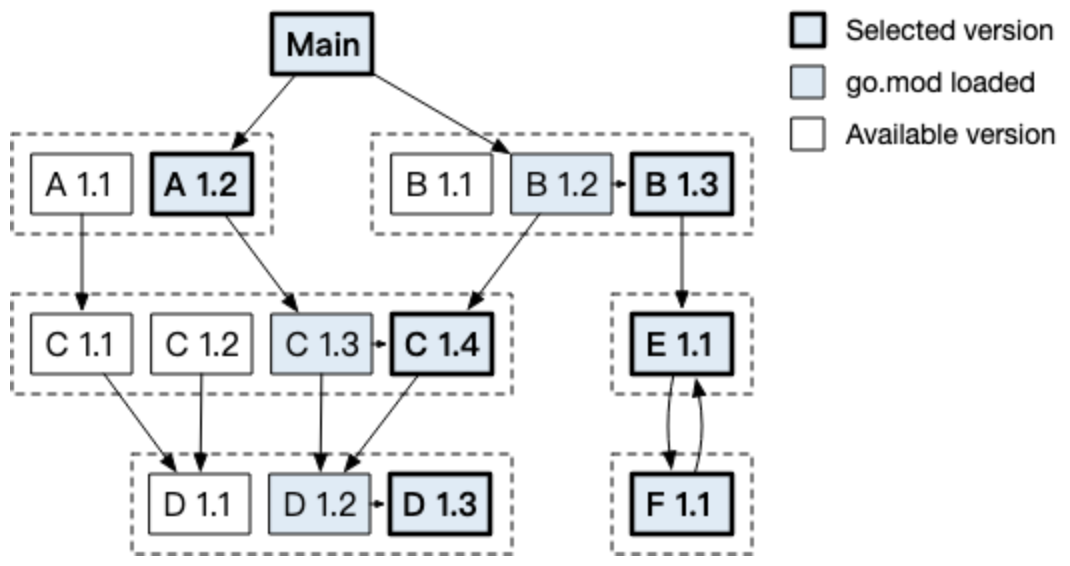 Main
Selected version
go.mod loaded
Available version
A 1.1
A 1.2
B 1.1
B 1.2
B 1.3
C 1.1
C 1.2
C 1.3
C 1.4
E 1.1
D 1.1
D 1.2
D 1.3
F 1.1